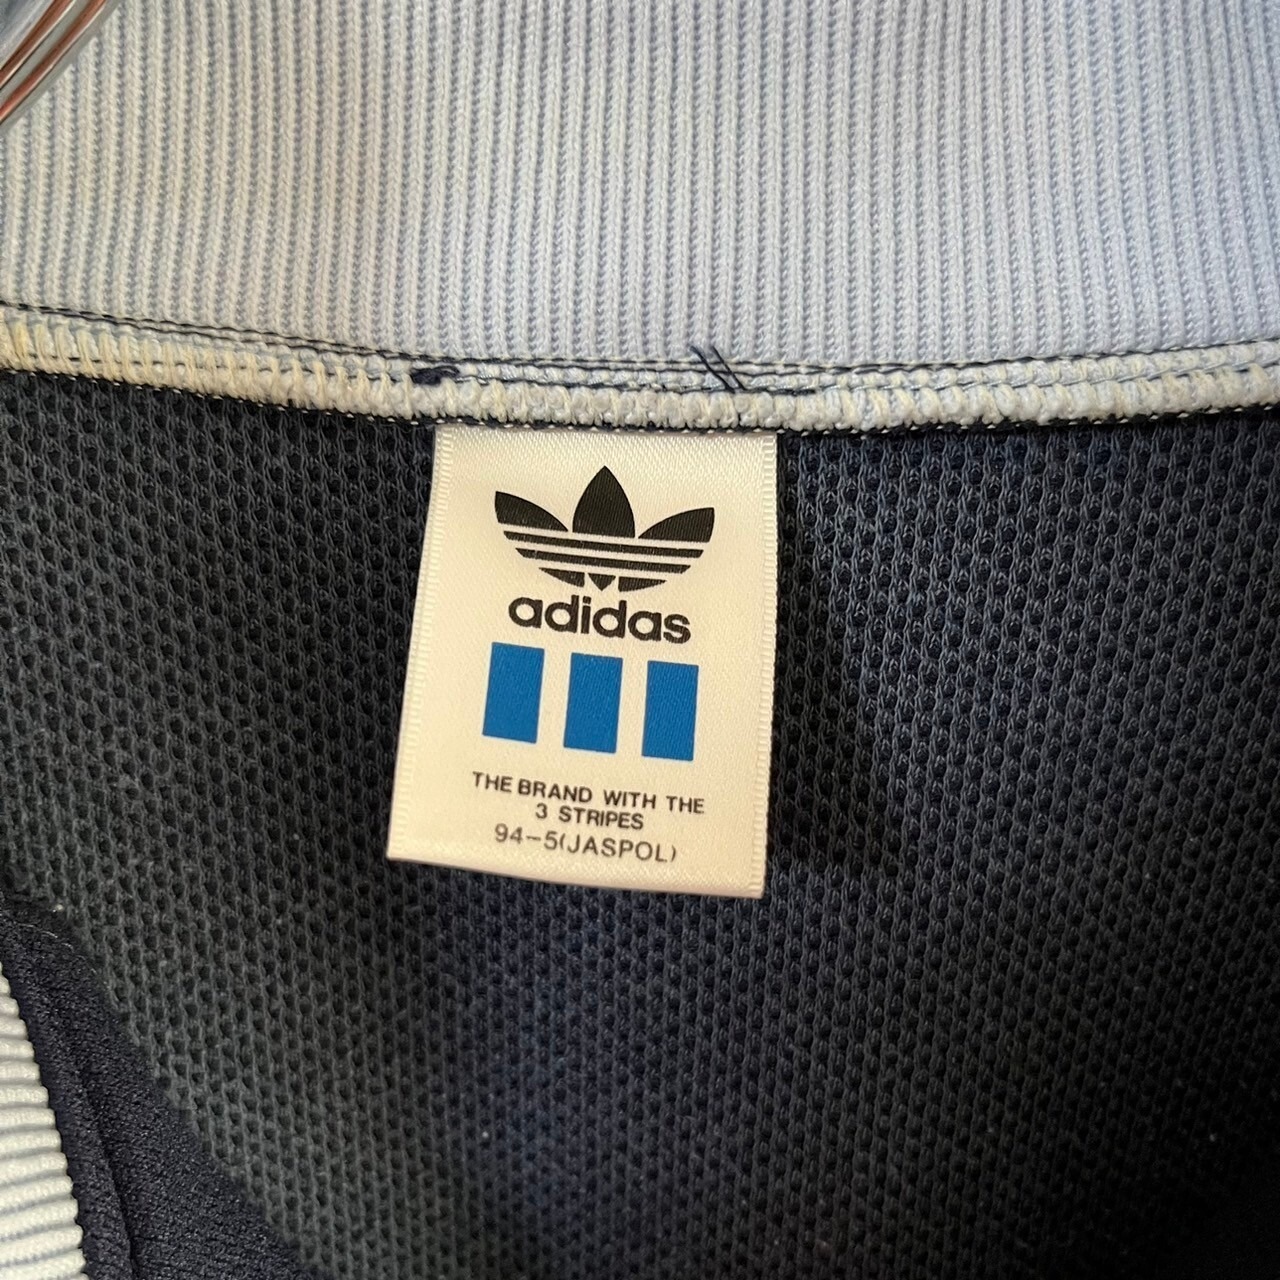 adidas
THE BRAND WITH THE
3 STRIPES
94-5(JASPOL)